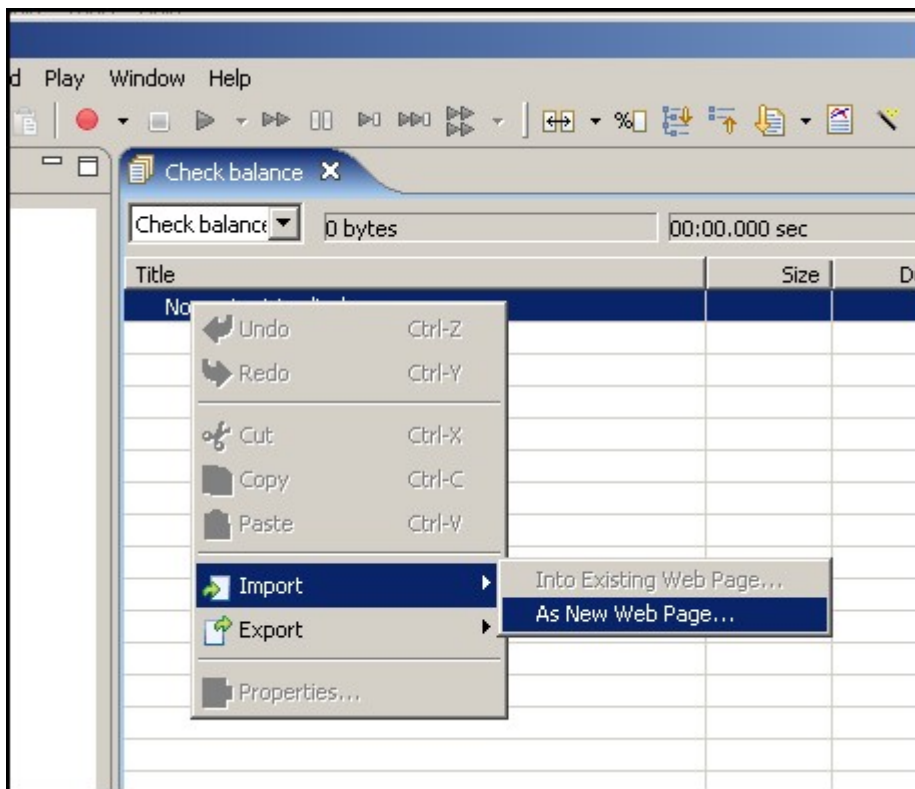 d Play Window Help
Check balance
Check balance 0 bytes 00:00.000 sec
Title Size D
No
Undo Ctrl-Z
Redo Ctrl-Y
Cut Ctrl-X
Copy Ctrl-C
Paste Ctrl-V
Import Into Existing Web Page...
As New Web Page...
Export
Properties...